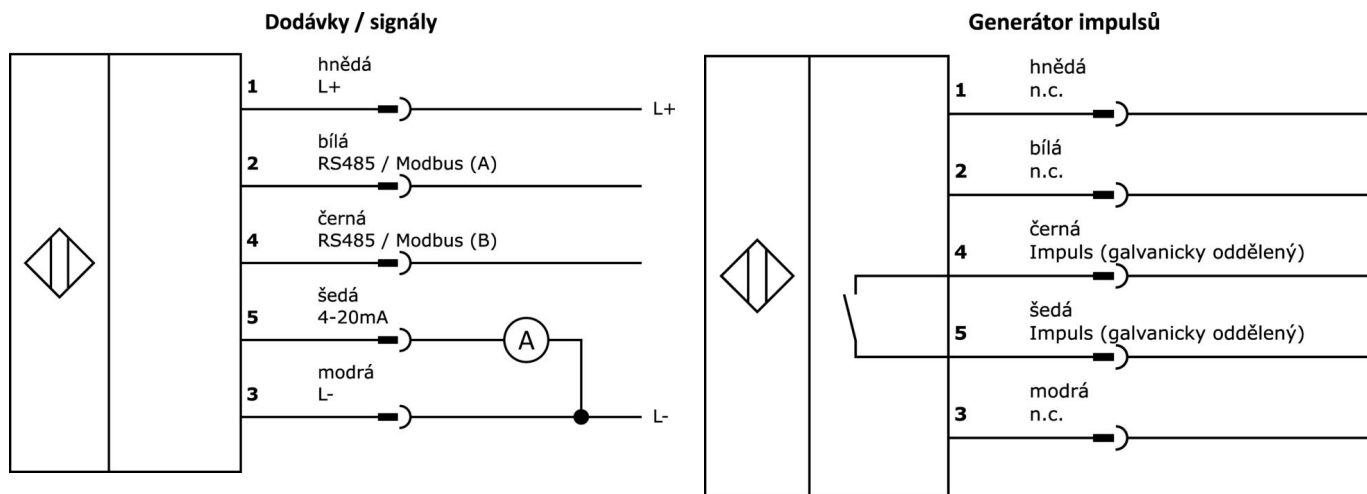 Dodávky / signály
1
hnědá
L+
L+
2
bílá
RS485 / Modbus (A)
4
černá
RS485 / Modbus (B)
5
šedá
4-20mA
A
3
modrá
L-
L-
Generátor impulsů
1
hnědá
n.c.
2
bílá
n.c.
4
černá
Impuls (galvanicky oddělený)
5
šedá
Impuls (galvanicky oddělený)
3
modrá
n.c.